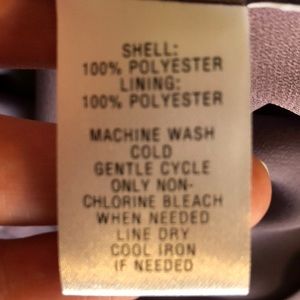 SHELL:
100% POLYESTER
LINING:
100% POLYESTER
MACHINE WASH
COLD
GENTLE CYCLE
ONLY NON-
CHLORINE BLEACH
WHEN NEEDED
LINE DRY
COOL IRON
IF NEEDED